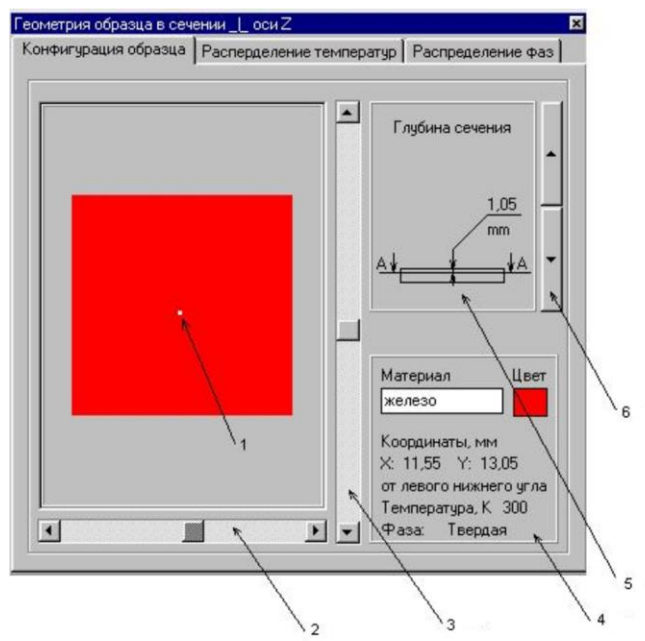 Геометрия образца в сечении _|_ оси Z
Конфигурация образца
Расперделение температур
Распределение фаз
Глубина сечения
1,05
mm
А А
Материал Цвет
железо
Координаты, мм
X: 11,55 Y: 13,05
от левого нижнего угла
Температура, К 300
Фаза: Твердая
1
2
3
4
5
6